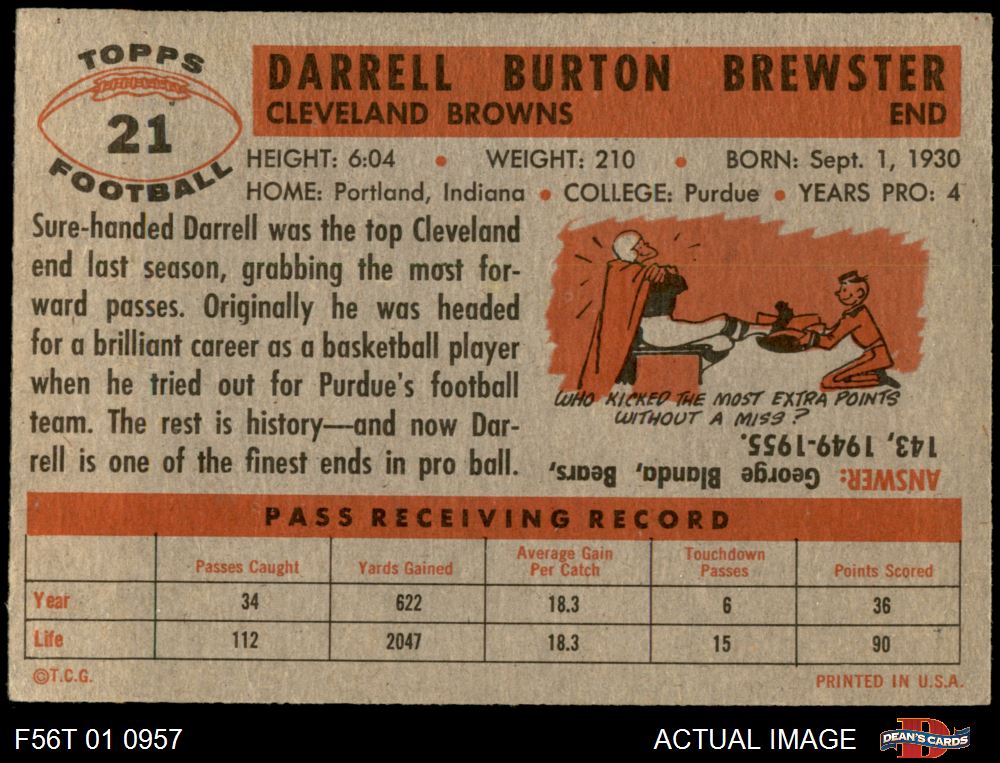 TOPPS
21
FOOTBALL
DARRELL BURTON BREWSTER
CLEVELAND BROWNS END
HEIGHT: 6:04 • WEIGHT: 210 • BORN: Sept. 1, 1930
HOME: Portland, Indiana • COLLEGE: Purdue • YEARS PRO: 4
Sure-handed Darrell was the top Cleveland
end last season, grabbing the most for-
ward passes. Originally he was headed
for a brilliant career as a basketball player
when he tried out for Purdue's football
team. The rest is history—and now Dar-
rell is one of the finest ends in pro ball.
WHO KICKED THE MOST EXTRA POINTS
WITHOUT A MISS?
ANSWER: George Blanda, Bears,
143, 1949-1955.
PASS RECEIVING RECORD
Passes Caught Yards Gained Average Gain Per Catch Touchdown Passes Points Scored
Year 34 622 18.3 6 36
Life 112 2047 18.3 15 90
©T.C.G. PRINTED IN U.S.A.
F56T 01 0957 ACTUAL IMAGE D DEAN'S CARDS